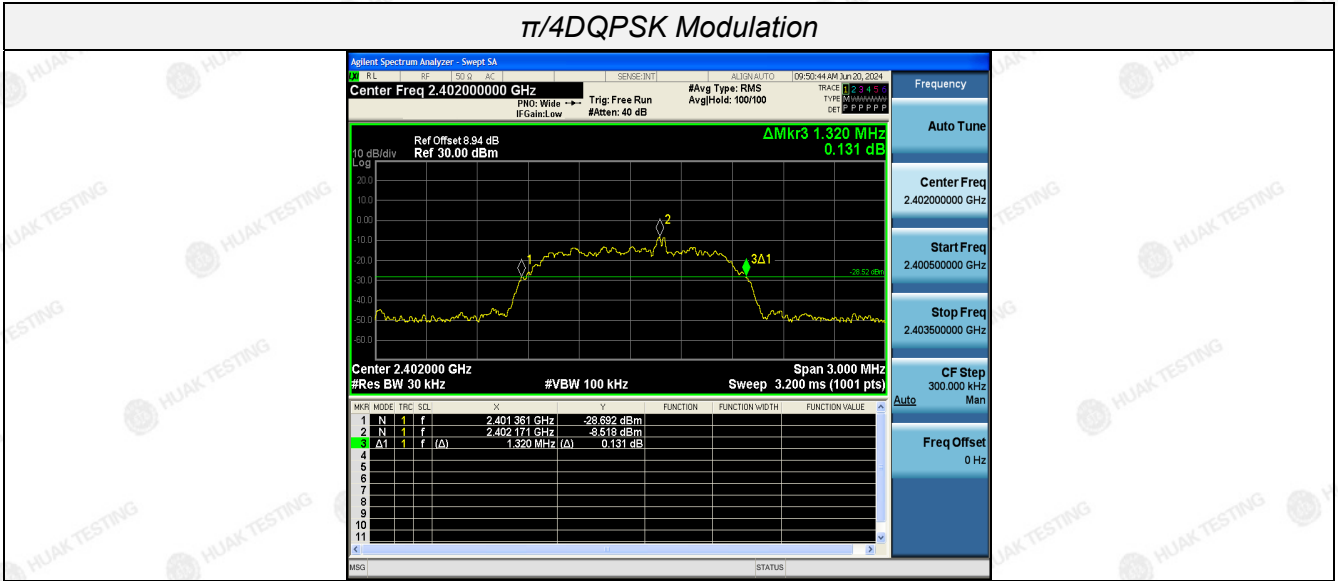 π/4DQPSK Modulation
Agilent Spectrum Analyzer - Swept SA
RL RF 50 Ω AC SENSE:INT ALIGN AUTO 09:50:44 AM Jun 20, 2024
Center Freq 2.402000000 GHz
PNO: Wide
IFGain:Low
Trig: Free Run
#Atten: 40 dB
#Avg Type: RMS
Avg|Hold: 100/100
TRACE 1 2 3 4 5 6
TYPE M
DET P P P P P P
ΔMkr3 1.320 MHz
0.131 dB
Ref Offset 8.94 dB
10 dB/div Ref 30.00 dBm
Log
20.0
10.0
0.00
-10.0
-20.0
-30.0
-40.0
-50.0
-60.0
1
2
3Δ1
-28.52 dBm
Center 2.402000 GHz Span 3.000 MHz
#Res BW 30 kHz #VBW 100 kHz Sweep 3.200 ms (1001 pts)
MKR MODE TRC SCL X Y FUNCTION FUNCTION WIDTH FUNCTION VALUE
1 N 1 f 2.401 361 GHz -28.692 dBm
2 N 1 f 2.402 171 GHz -8.518 dBm
3 Δ1 1 f (Δ) 1.320 MHz (Δ) 0.131 dB
4
5
6
7
8
9
10
11
MSG STATUS
Frequency
Auto Tune
Center Freq
2.402000000 GHz
Start Freq
2.400500000 GHz
Stop Freq
2.403500000 GHz
CF Step
300.000 kHz
Auto Man
Freq Offset
0 Hz
HUAK TESTING